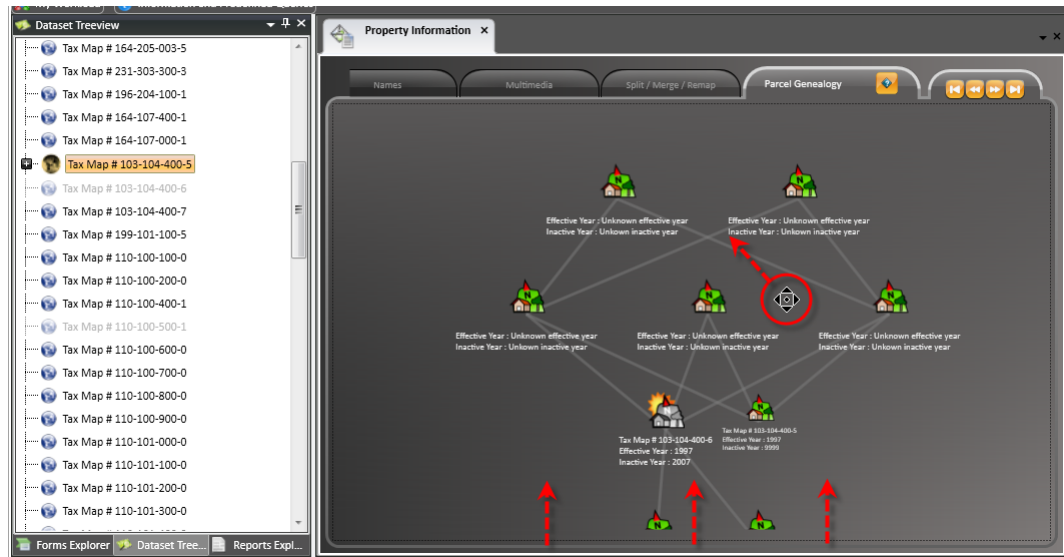 My Workload
Information and Predefined Queries
Dataset Treeview
Tax Map # 164-205-003-5
Tax Map # 231-303-300-3
Tax Map # 196-204-100-1
Tax Map # 164-107-400-1
Tax Map # 164-107-000-1
Tax Map # 103-104-400-5
Tax Map # 103-104-400-6
Tax Map # 103-104-400-7
Tax Map # 199-101-100-5
Tax Map # 110-100-100-0
Tax Map # 110-100-200-0
Tax Map # 110-100-400-1
Tax Map # 110-100-500-1
Tax Map # 110-100-600-0
Tax Map # 110-100-700-0
Tax Map # 110-100-800-0
Tax Map # 110-100-900-0
Tax Map # 110-101-000-0
Tax Map # 110-101-100-0
Tax Map # 110-101-200-0
Tax Map # 110-101-300-0
Forms Explorer
Dataset Tree...
Reports Expl...
Property Information
Names
Multimedia
Split / Merge / Remap
Parcel Genealogy
Effective Year : Unknown effective year
Inactive Year : Unkown inactive year
Effective Year : Unknown effective year
Inactive Year : Unkown inactive year
Effective Year : Unknown effective year
Inactive Year : Unkown inactive year
Effective Year : Unknown effective year
Inactive Year : Unkown inactive year
Effective Year : Unknown effective year
Inactive Year : Unkown inactive year
Tax Map # 103-104-400-6
Effective Year : 1997
Inactive Year : 2007
Tax Map # 103-104-400-5
Effective Year : 1997
Inactive Year : 9999